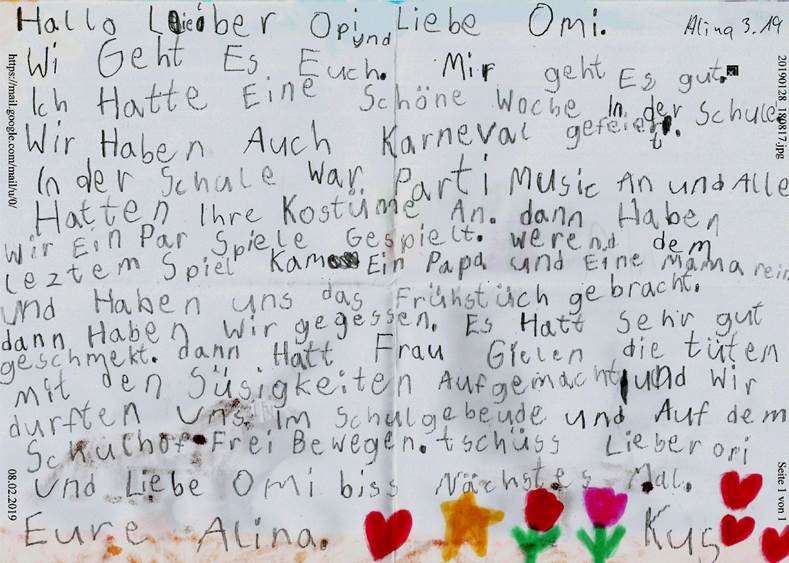 Hallo Lieber Opi und Liebe Omi. Alina 3.19
Wi Geht Es Euch. Mir geht Es gut.
Ich Hatte Eine Schöne Woche In der Schule
Wir Haben Auch Karneval gefeiert.
In der Schule War Parti Music An und Alle
Hatten Ihre Kostüme An. dann Haben
Wir Ein Par Spiele Gespielt. werend dem
leztem Spiel Kam Ein Papa und Eine Mama rein
und Haben uns das Frühstüch gebracht.
dann Haben Wir gegessen. Es Hatt Sehr gut
geschmekt. dann Hatt Frau Gielen die tüten
mit den Süsigkeiten Aufgemacht und Wir
durften uns Im Schulgebeude und Auf dem
Schulhof Frei Bewegen. tschüss Lieber opi
und Liebe Omi biss Nächstes Mal.
Eure Alina. Kus
https://mail.google.com/mail/u/0/
08.02.2019
20190128_180817.jpg
Seite 1 von 1